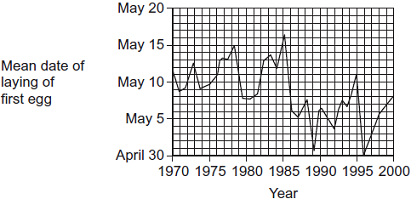 Mean date of
laying of
first egg
May 20
May 15
May 10
May 5
April 30
1970 1975 1980 1985 1990 1995 2000
Year